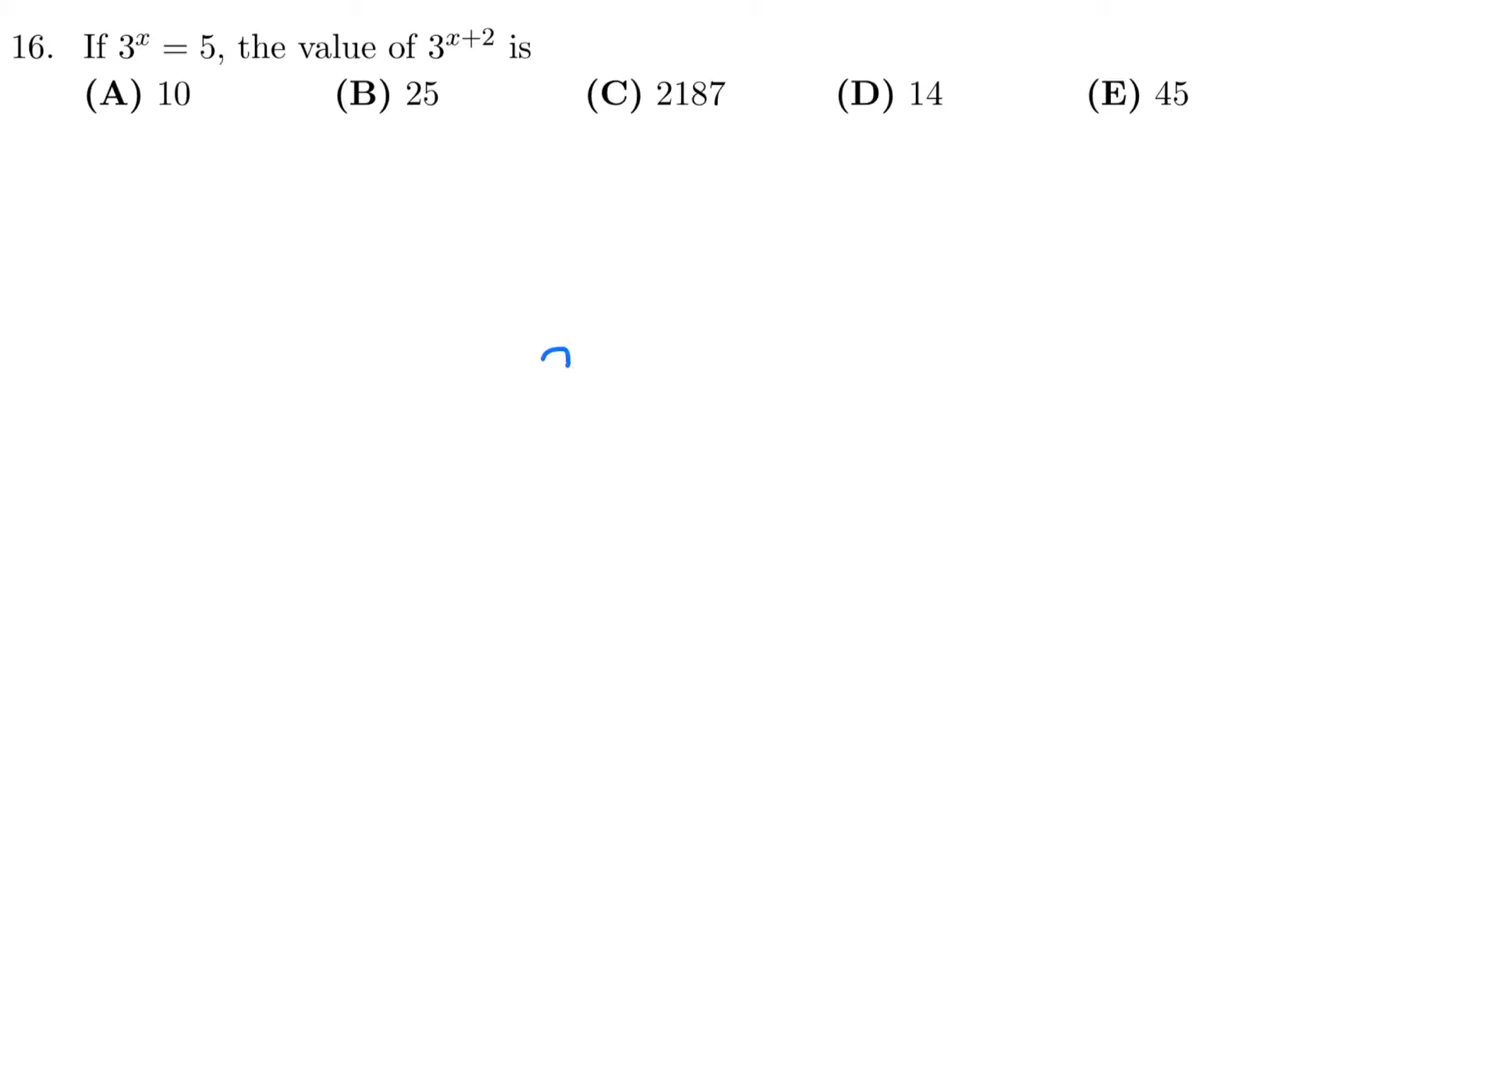 16. If 3^x = 5, the value of 3^{x+2} is
(A) 10 (B) 25 (C) 2187 (D) 14 (E) 45